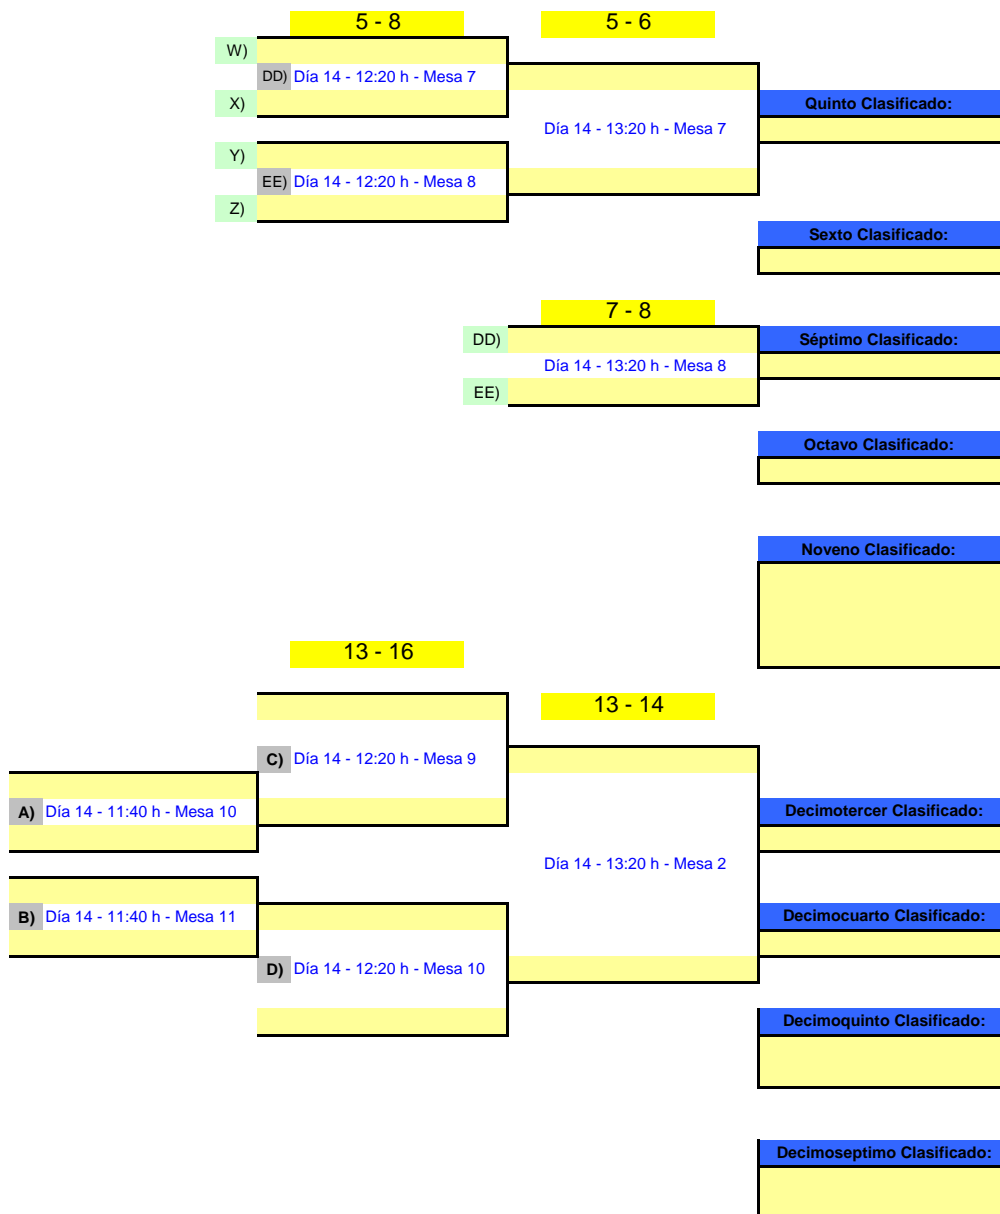 5 - 8
5 - 6
W)
DD) Día 14 - 12:20 h - Mesa 7
X)
Quinto Clasificado:
Día 14 - 13:20 h - Mesa 7
Y)
EE) Día 14 - 12:20 h - Mesa 8
Z)
Sexto Clasificado:
7 - 8
DD)
Séptimo Clasificado:
Día 14 - 13:20 h - Mesa 8
EE)
Octavo Clasificado:
Noveno Clasificado:
13 - 16
13 - 14
C) Día 14 - 12:20 h - Mesa 9
A) Día 14 - 11:40 h - Mesa 10
Decimotercer Clasificado:
Día 14 - 13:20 h - Mesa 2
B) Día 14 - 11:40 h - Mesa 11
Decimocuarto Clasificado:
D) Día 14 - 12:20 h - Mesa 10
Decimoquinto Clasificado:
Decimoseptimo Clasificado: